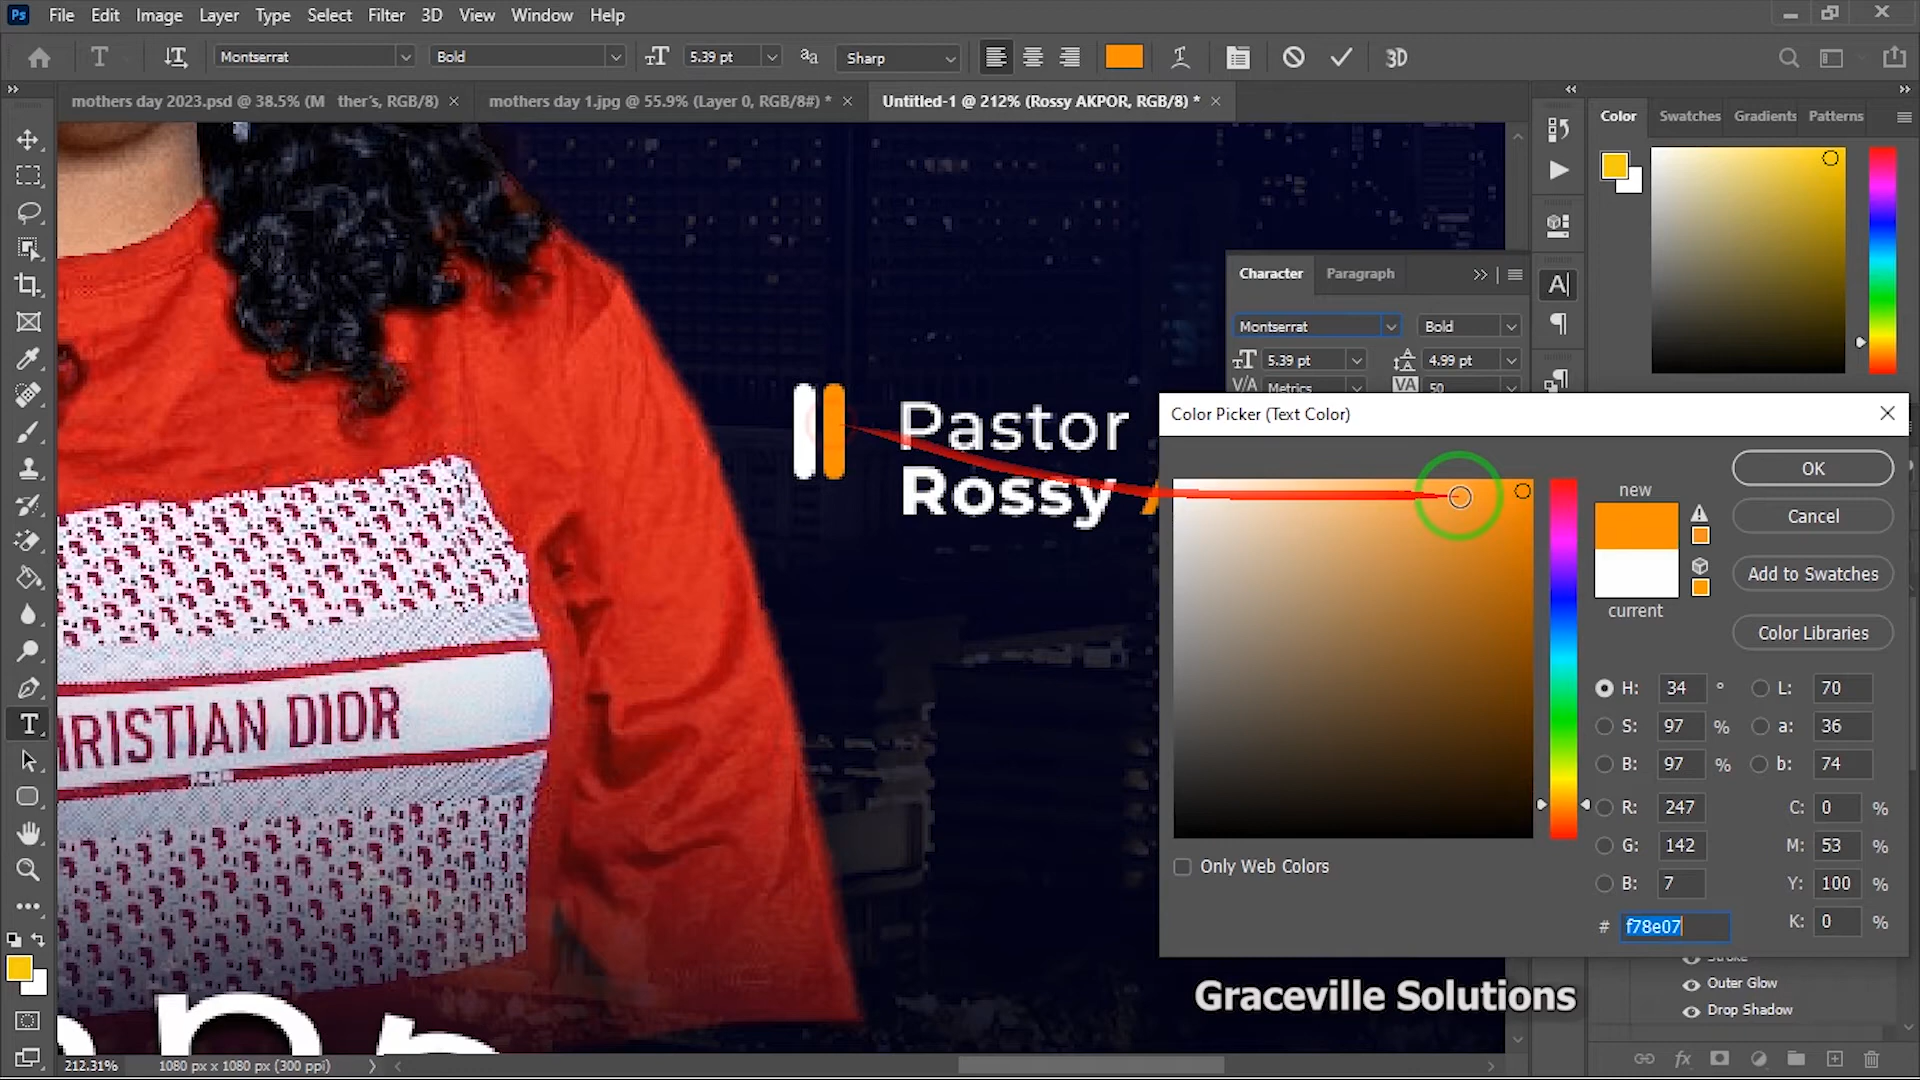 Ps File Edit Image Layer Type Select Filter 3D View Window Help
T Montserrat Bold 5.39 pt Sharp 3D
mothers day 2023.psd @ 38.5% (M ther's, RGB/8) mothers day 1.jpg @ 55.9% (Layer 0, RGB/8#) * Untitled-1 @ 212% (Rossy AKPOR, RGB/8) *
Color Swatches Gradients Patterns
Character Paragraph
Montserrat Bold
5.39 pt 4.99 pt
Metrics 50
Pastor
Rossy
Color Picker (Text Color)
OK
new
Cancel
Add to Swatches
current
Color Libraries
H: 34 ° L: 70
S: 97 % a: 36
B: 97 % b: 74
R: 247 C: 0 %
G: 142 M: 53 %
B: 7 Y: 100 %
# f78e07 K: 0 %
Only Web Colors
HRISTIAN DIOR
Stroke
Outer Glow
Drop Shadow
Graceville Solutions
212.31% 1080 px x 1080 px (300 ppi)